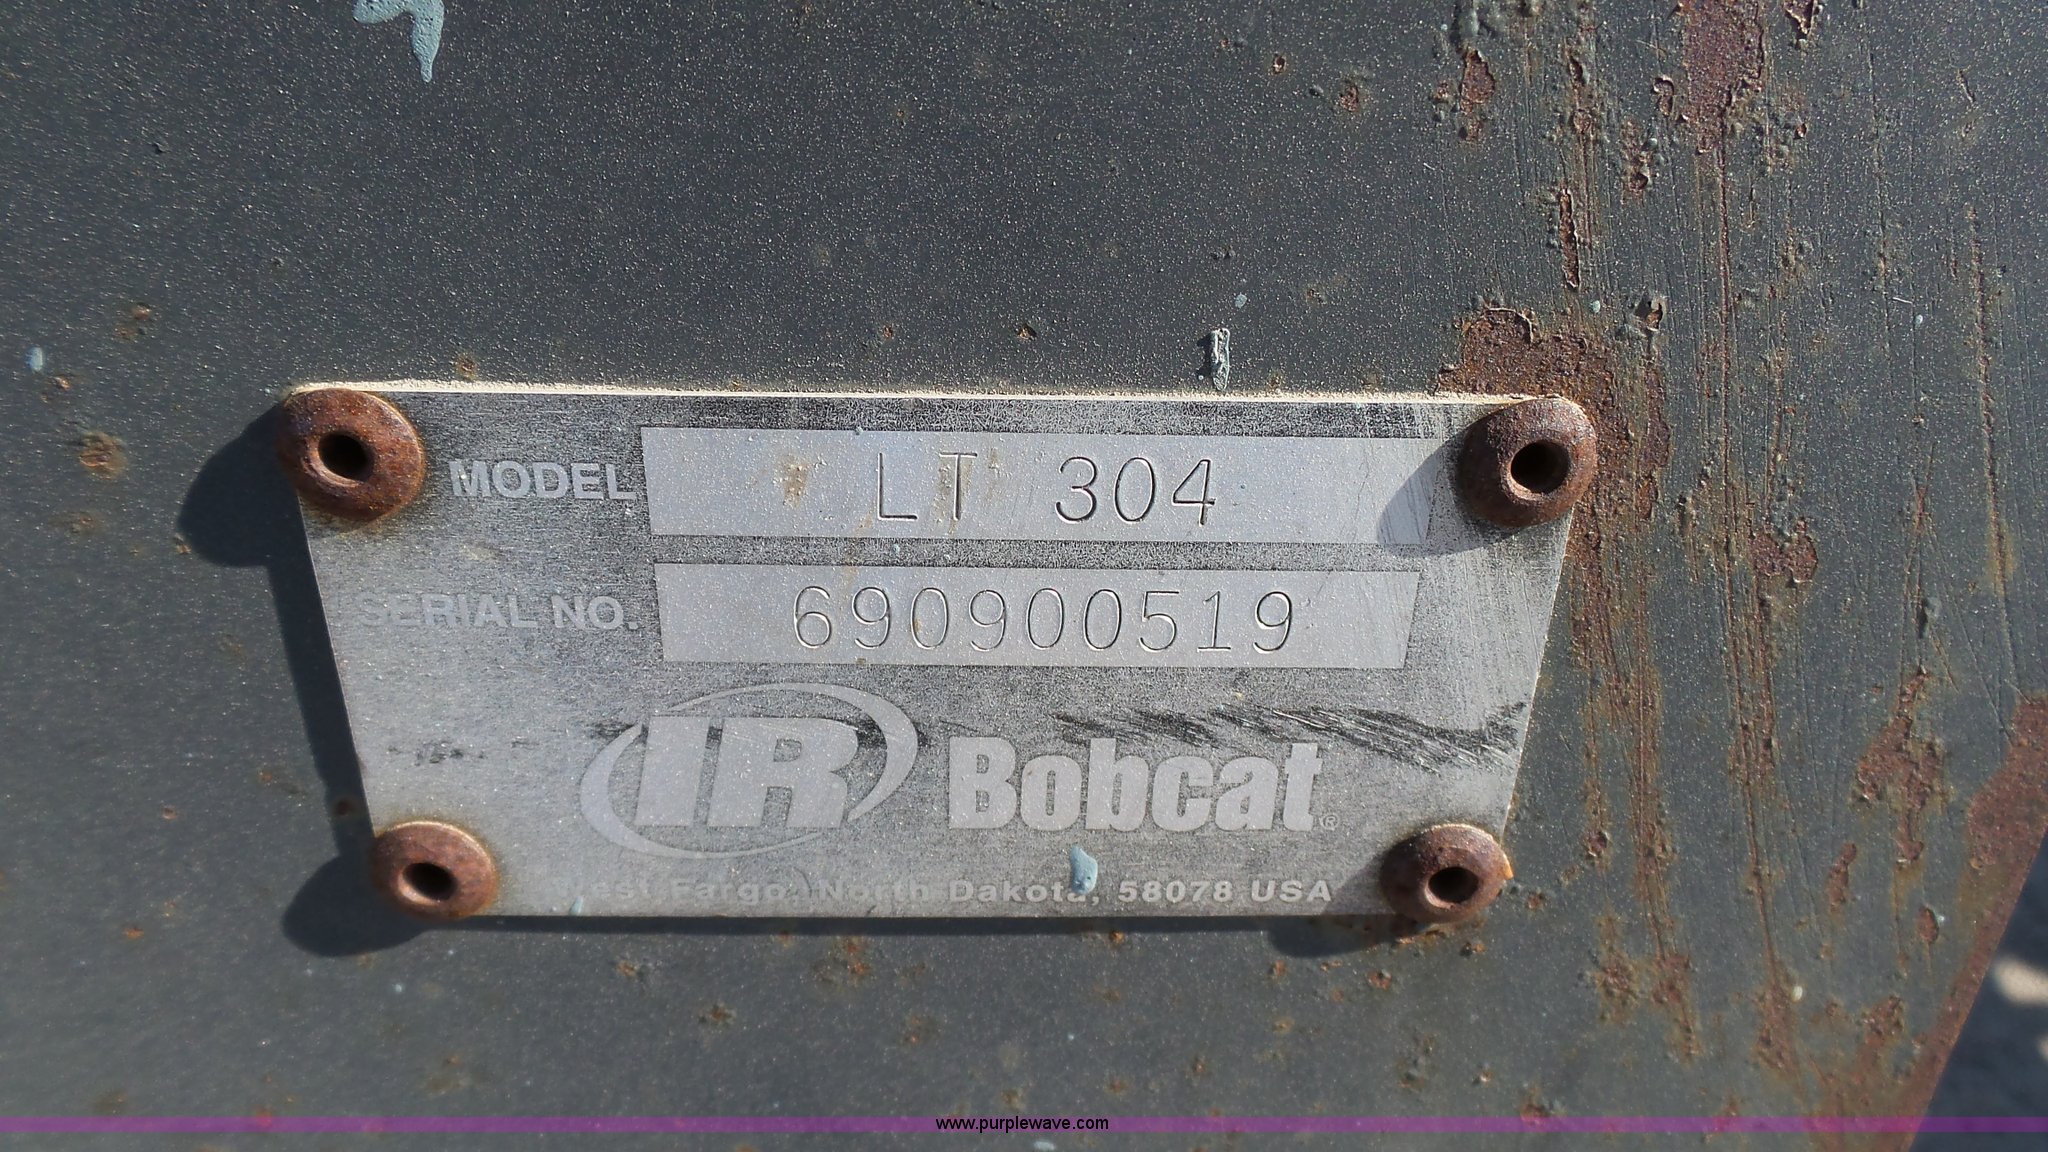 MODEL LT 304
SERIAL NO. 690900519
IR Bobcat®
West Fargo, North Dakota, 58078 USA
www.purplewave.com